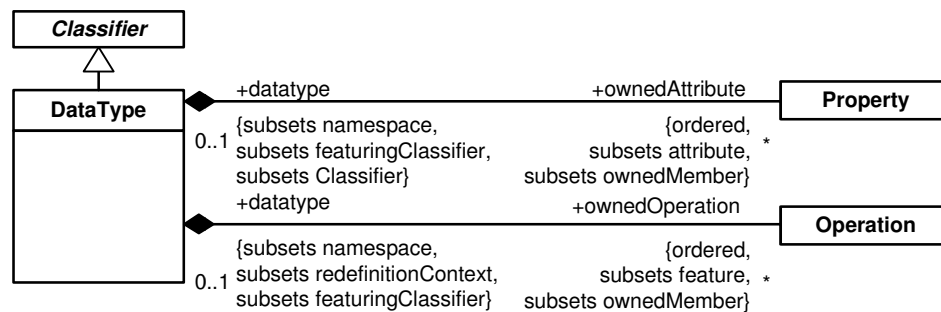 Classifier
DataType
+datatype
+ownedAttribute
Property
0..1
{subsets namespace,
subsets featuringClassifier,
subsets Classifier}
{ordered,
subsets attribute,
subsets ownedMember}
*
+datatype
+ownedOperation
Operation
0..1
{subsets namespace,
subsets redefinitionContext,
subsets featuringClassifier}
{ordered,
subsets feature,
subsets ownedMember}
*